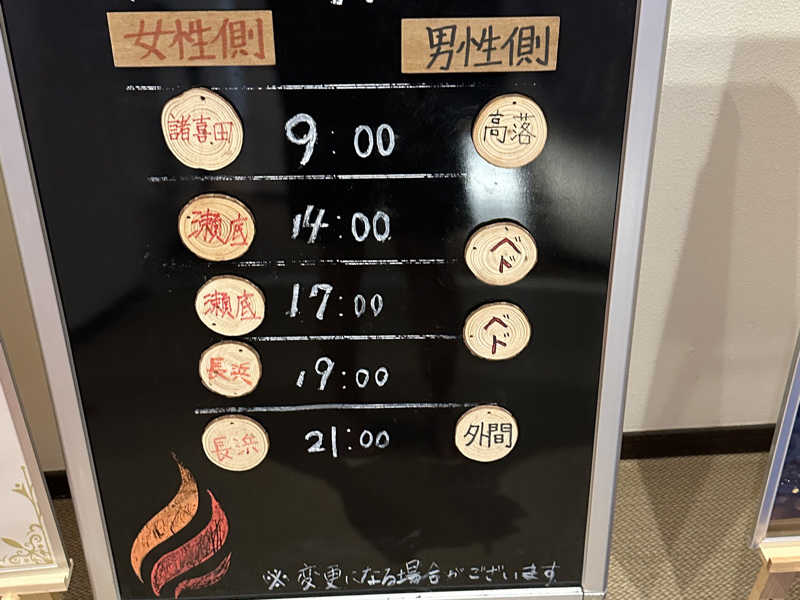 女性側 男性側
諸喜田 9:00 高落
瀬底 14:00 ベド
瀬底 17:00 ベド
長浜 19:00
長浜 21:00 外間
※変更になる場合がございます